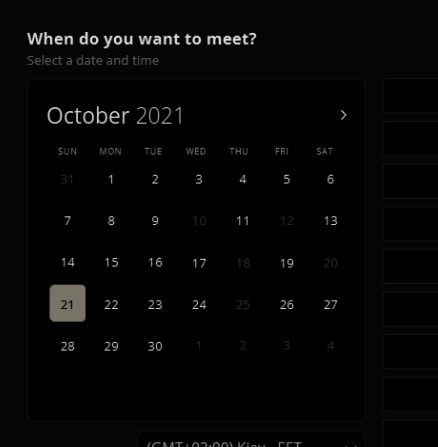 When do you want to meet?
Select a date and time
October 2021
SUN MON TUE WED THU FRI SAT
31 1 2 3 4 5 6
7 8 9 10 11 12 13
14 15 16 17 18 19 20
21 22 23 24 25 26 27
28 29 30 1 2 3 4
(GMT+02:00) Kiev - EET